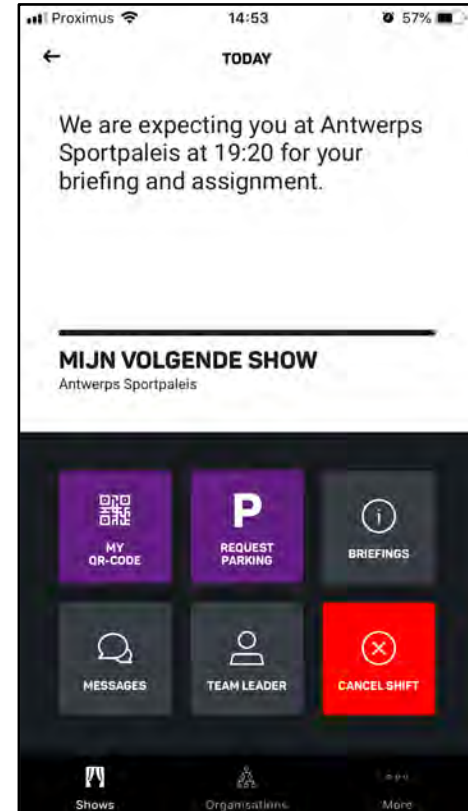 Proximus 14:53 57%
TODAY
We are expecting you at Antwerps
Sportpaleis at 19:20 for your
briefing and assignment.
MIJN VOLGENDE SHOW
Antwerps Sportpaleis
MY
QR-CODE
P
REQUEST
PARKING
i
BRIEFINGS
MESSAGES
TEAM LEADER
CANCEL SHIFT
Shows Organisations More